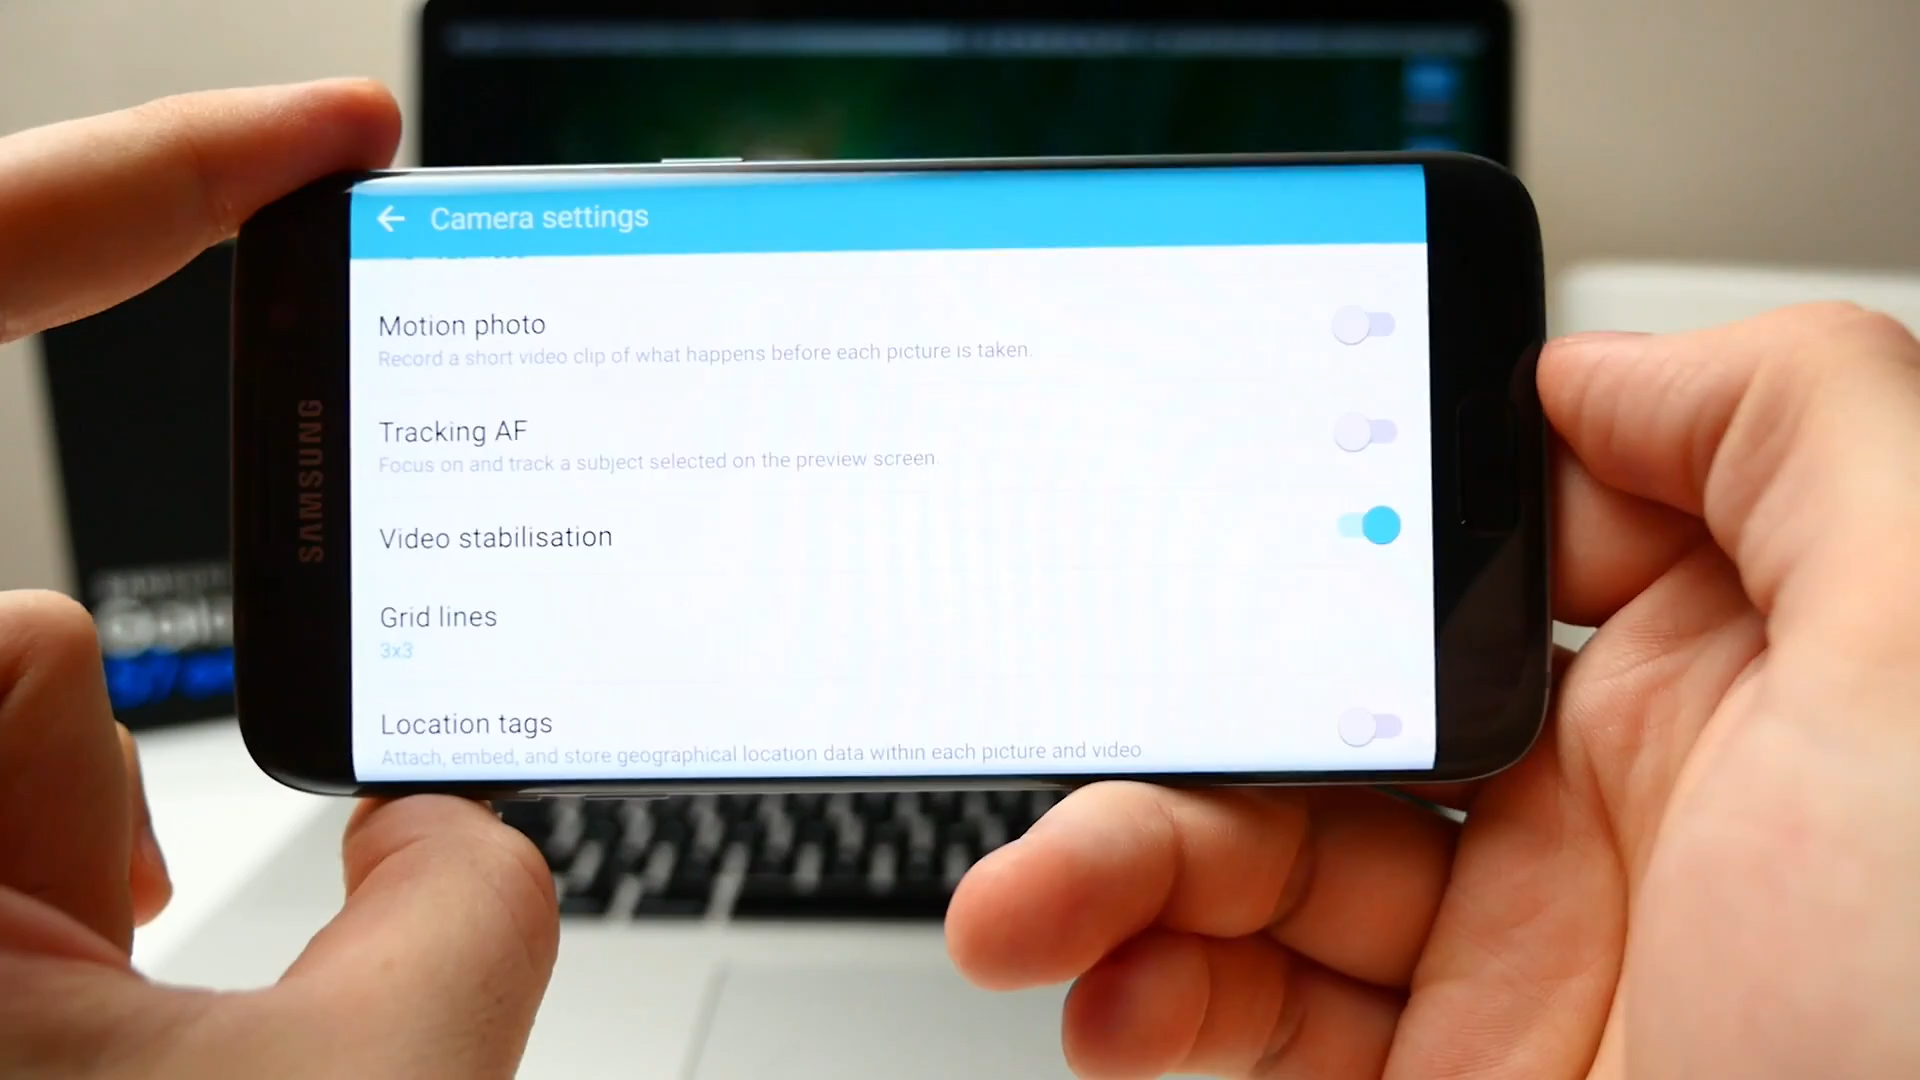 Camera settings
Motion photo
Record a short video clip of what happens before each picture is taken.
Tracking AF
Focus on and track a subject selected on the preview screen.
Video stabilisation
Grid lines
3x3
Location tags
Attach, embed, and store geographical location data within each picture and video
SAMSUNG